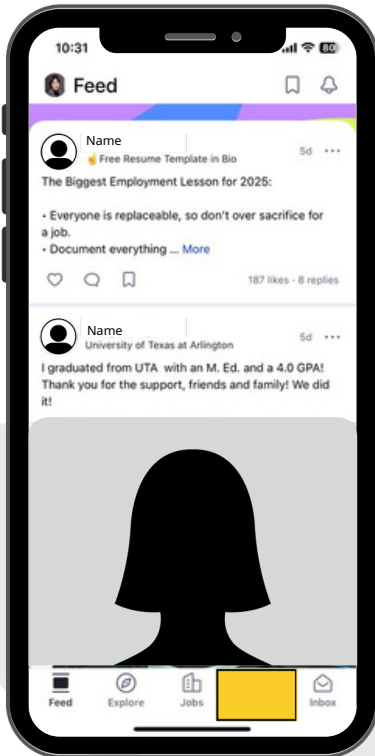 10:31
80
Feed
Name
☝Free Resume Template in Bio
5d
The Biggest Employment Lesson for 2025:
• Everyone is replaceable, so don't over sacrifice for
a job.
• Document everything ... More
187 likes · 8 replies
Name
University of Texas at Arlington
5d
I graduated from UTA with an M. Ed. and a 4.0 GPA!
Thank you for the support, friends and family! We did
it!
Feed
Explore
Jobs
Inbox